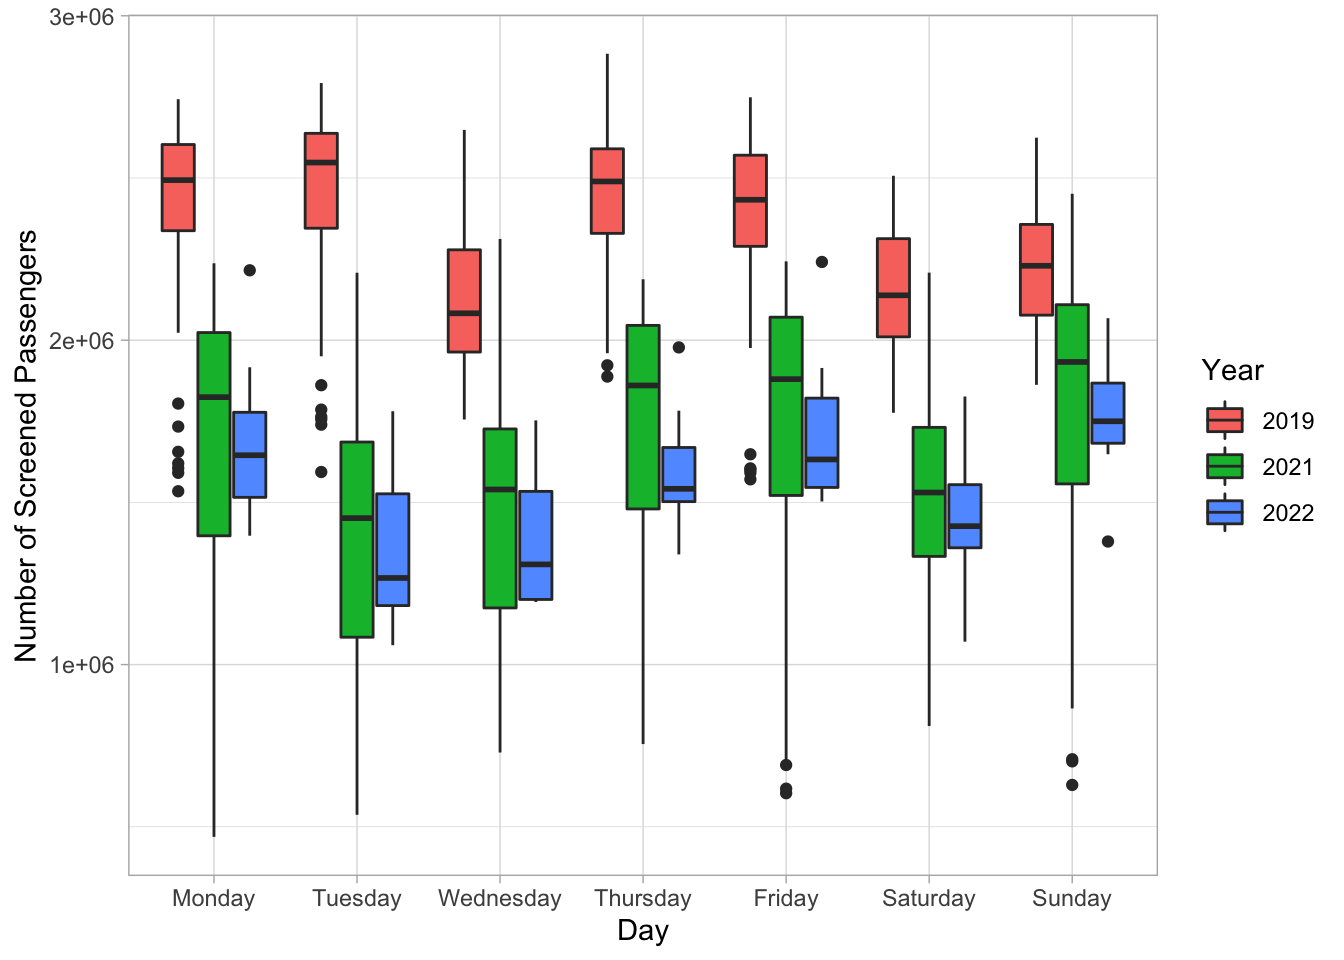 Number of Screened Passengers
3e+06
2e+06
1e+06
Monday Tuesday Wednesday Thursday Friday Saturday Sunday
Day
Year
2019
2021
2022